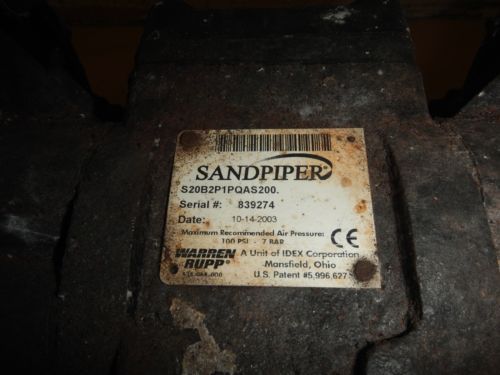 SANDPIPER®
S20B2P1PQAS200.
Serial #: 839274
Date: 10-14-2003
Maximum Recommended Air Pressure:
100 PSI 7 BAR
CE
WARREN RUPP® A Unit of IDEX Corporation
Mansfield, Ohio
U.S. Patent #5,996,627